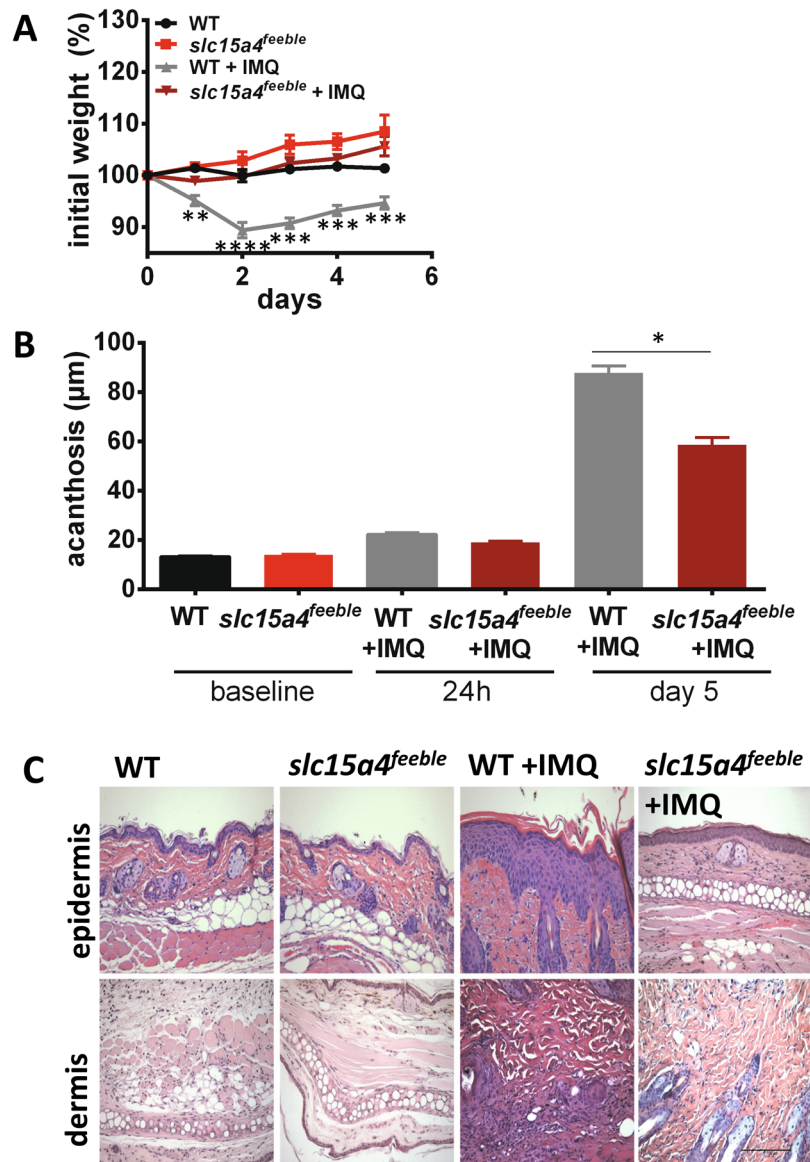 A
initial weight (%)
130
120
110
100
90
WT
slc15a4feeble
WT + IMQ
slc15a4feeble + IMQ
**
****
***
***
***
0
2
4
6
days
B
acanthosis (µm)
100
80
60
40
20
0
*
WT
slc15a4feeble
WT
+IMQ
slc15a4feeble
+IMQ
WT
+IMQ
slc15a4feeble
+IMQ
baseline
24h
day 5
C
WT
slc15a4feeble
WT +IMQ
slc15a4feeble
+IMQ
epidermis
dermis